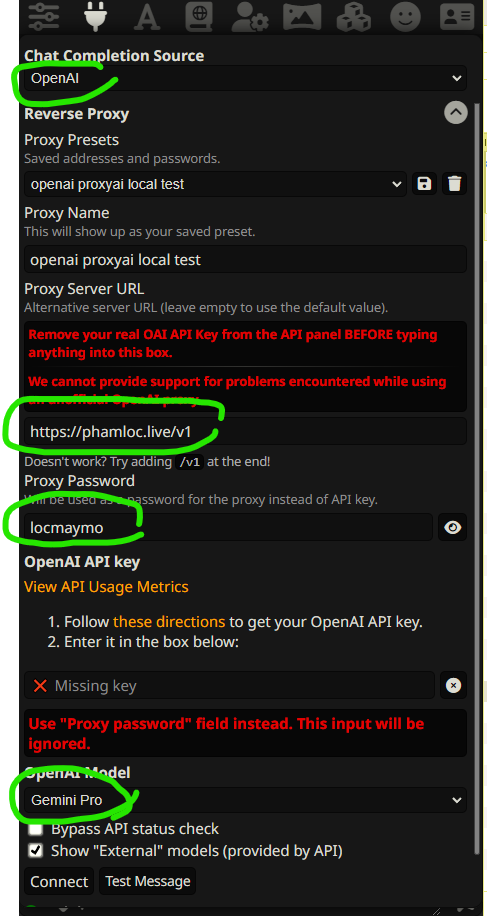 Chat Completion Source
OpenAI
Reverse Proxy
Proxy Presets
Saved addresses and passwords.
openai proxyai local test
Proxy Name
This will show up as your saved preset.
openai proxyai local test
Proxy Server URL
Alternative server URL (leave empty to use the default value).
Remove your real OAI API Key from the API panel BEFORE typing
anything into this box.
We cannot provide support for problems encountered while using
an unofficial OpenAI proxy.
https://phamloc.live/v1
Doesn't work? Try adding /v1 at the end!
Proxy Password
Will be used as a password for the proxy instead of API key.
locmaymo
OpenAI API key
View API Usage Metrics
1. Follow these directions to get your OpenAI API key.
2. Enter it in the box below:
Missing key
Use "Proxy password" field instead. This input will be
ignored.
OpenAI Model
Gemini Pro
Bypass API status check
Show "External" models (provided by API)
Connect Test Message